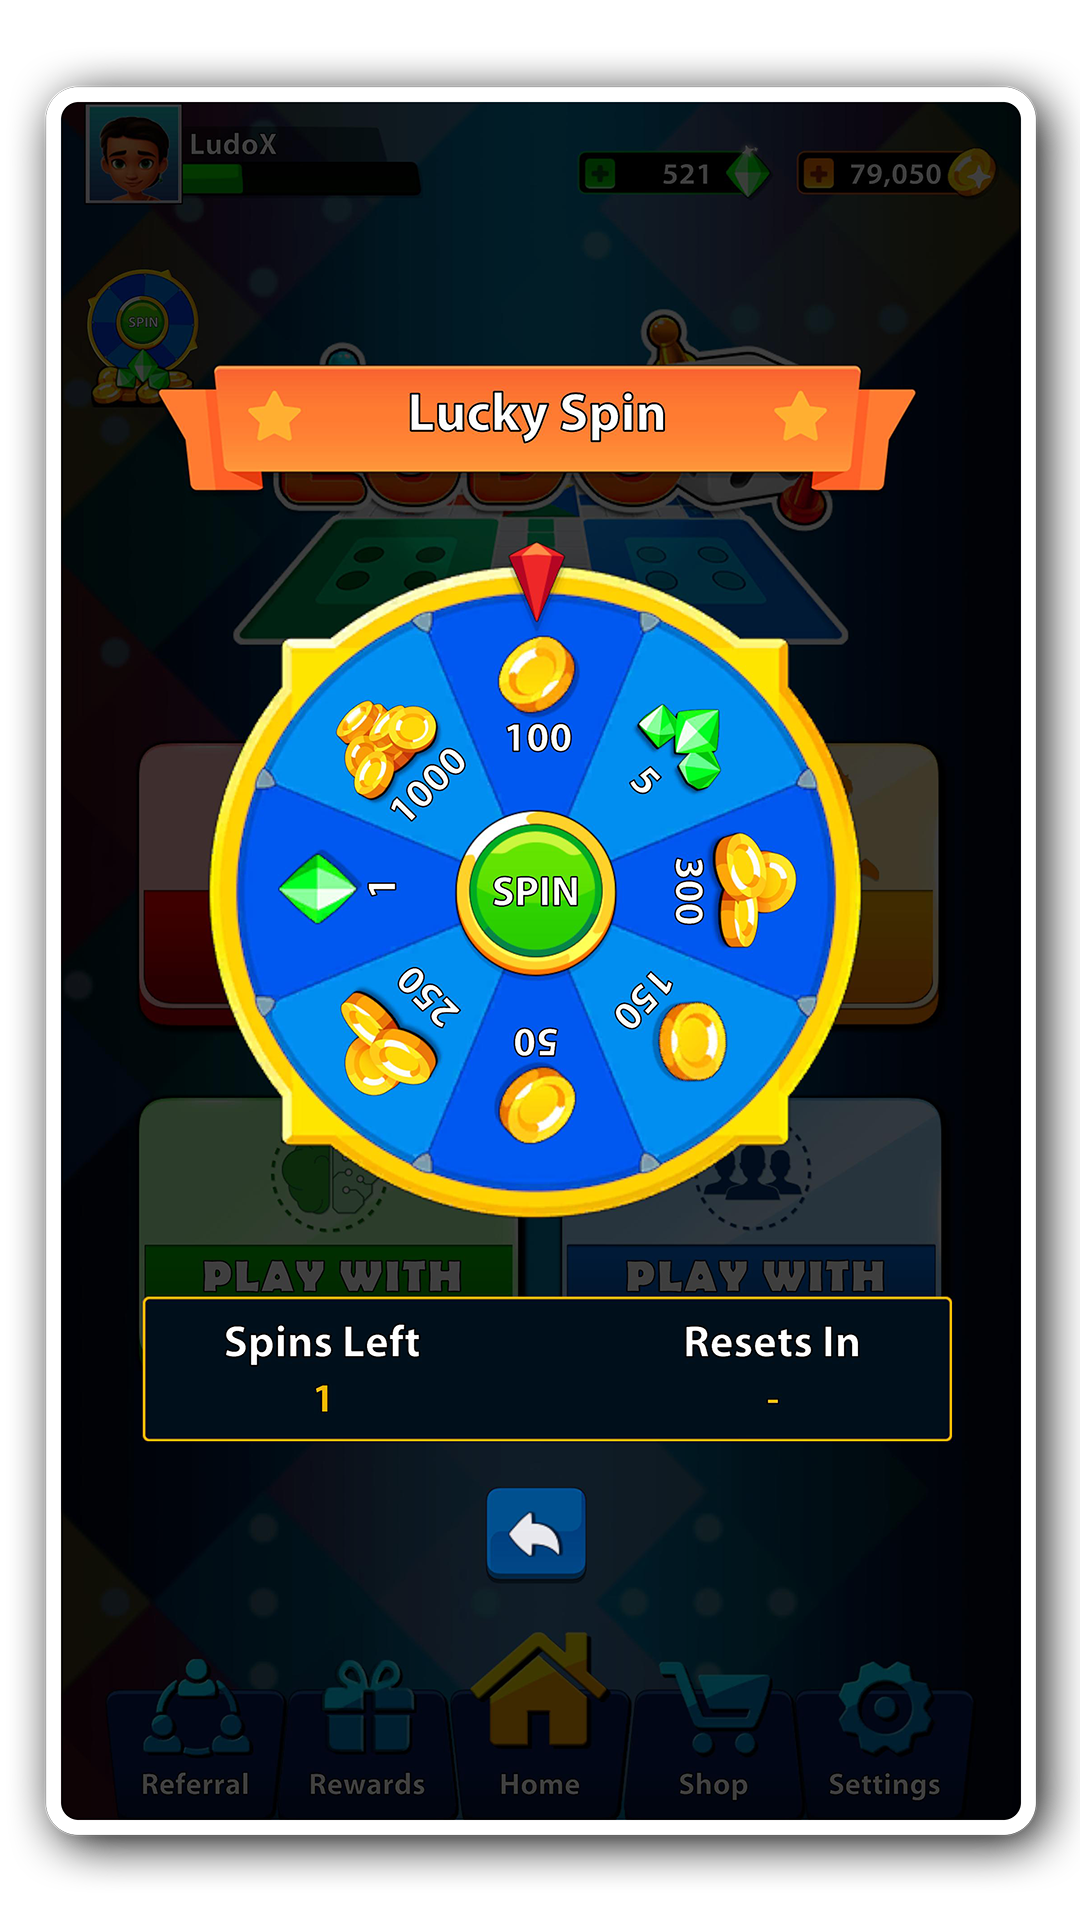 LudoX
521
79,050
SPIN
Lucky Spin
LUDO
100
5
1000
300
1
SPIN
250
150
50
PLAY WITH
PLAY WITH
Spins Left
Resets In
1
-
Referral
Rewards
Home
Shop
Settings